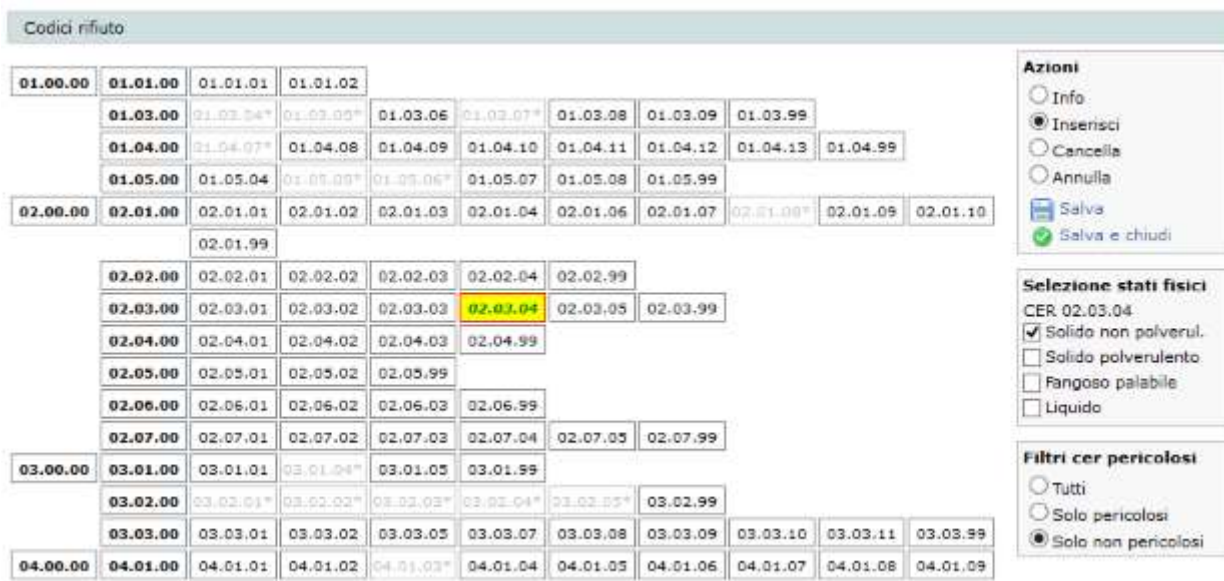 Codici rifiuto
01.00.00 01.01.00 01.01.01 01.01.02
01.03.00 01.03.04* 01.03.05* 01.03.06 01.03.07* 01.03.08 01.03.09 01.03.99
01.04.00 01.04.07* 01.04.08 01.04.09 01.04.10 01.04.11 01.04.12 01.04.13 01.04.99
01.05.00 01.05.04 01.05.05* 01.05.06* 01.05.07 01.05.08 01.05.99
02.00.00 02.01.00 02.01.01 02.01.02 02.01.03 02.01.04 02.01.06 02.01.07 02.01.08* 02.01.09 02.01.10
02.01.99
02.02.00 02.02.01 02.02.02 02.02.03 02.02.04 02.02.99
02.03.00 02.03.01 02.03.02 02.03.03 02.03.04 02.03.05 02.03.99
02.04.00 02.04.01 02.04.02 02.04.03 02.04.99
02.05.00 02.05.01 02.05.02 02.05.99
02.06.00 02.06.01 02.06.02 02.06.03 02.06.99
02.07.00 02.07.01 02.07.02 02.07.03 02.07.04 02.07.05 02.07.99
03.00.00 03.01.00 03.01.01 03.01.04* 03.01.05 03.01.99
03.02.00 03.02.01* 03.02.02* 03.02.03* 03.02.04* 03.02.05* 03.02.99
03.03.00 03.03.01 03.03.02 03.03.05 03.03.07 03.03.08 03.03.09 03.03.10 03.03.11 03.03.99
04.00.00 04.01.00 04.01.01 04.01.02 04.01.03* 04.01.04 04.01.05 04.01.06 04.01.07 04.01.08 04.01.09
Azioni
Info
Inserisci
Cancella
Annulla
Salva
Salva e chiudi
Selezione stati fisici
CER 02.03.04
Solido non polverul.
Solido polverulento
Fangoso palabile
Liquido
Filtri cer pericolosi
Tutti
Solo pericolosi
Solo non pericolosi